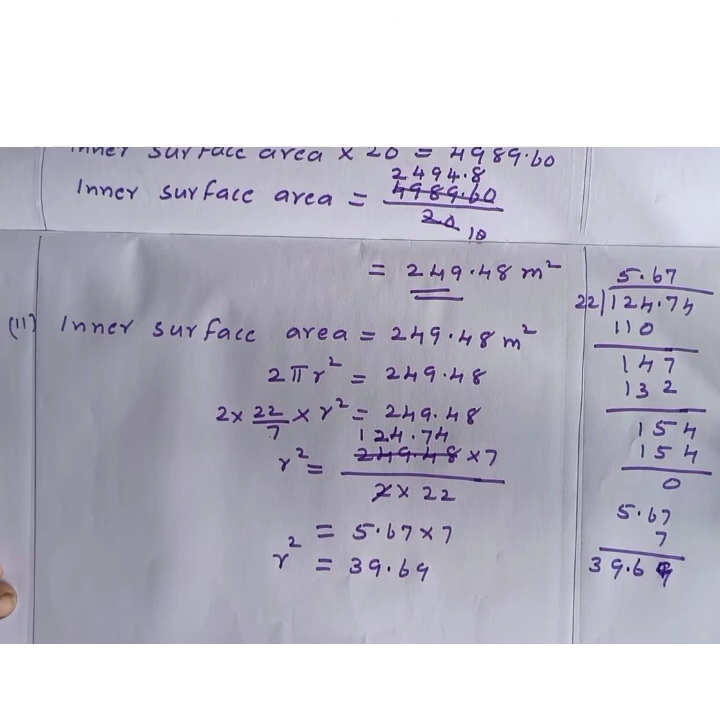 Inner surface area × 20 = 4989.60
2494.8
Inner surface area = 4989.60
20 10
= 249.48 m²
(11) Inner surface area = 249.48 m²
2πr² = 249.48
2 × 22/7 × r² = 249.48
124.74
r² = 249.48 × 7
2 × 22
= 5.67 × 7
r² = 39.69
5.67
22)124.74
110
147
132
154
154
0
5.67
7
39.69